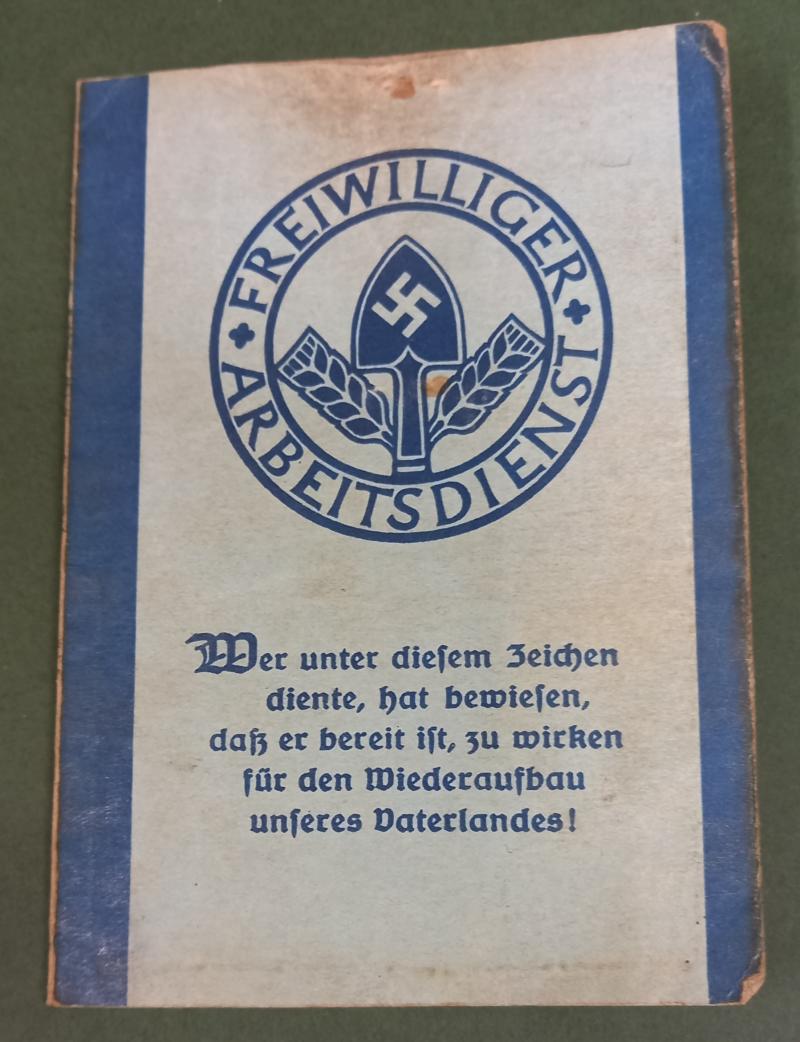 FREIWILLIGER
ARBEITSDIENST
Wer unter dieſem Zeichen
diente, hat bewieſen,
daß er bereit iſt, zu wirken
für den Wiederaufbau
unſeres Vaterlandes!